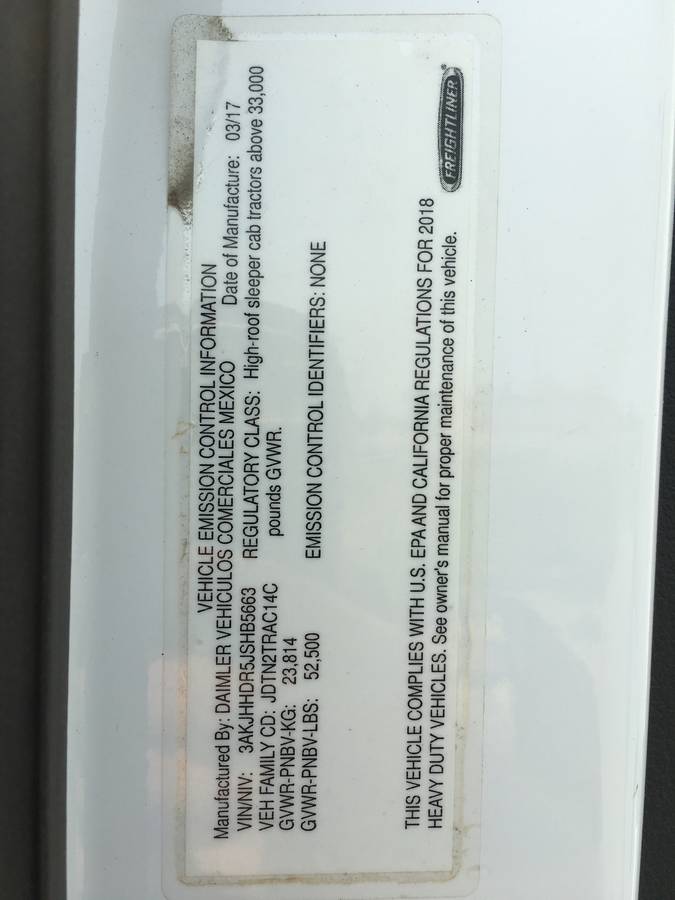 VEHICLE EMISSION CONTROL INFORMATION
Manufactured By: DAIMLER VEHICULOS COMERCIALES MEXICO Date of Manufacture: 03/17
VIN/NIV: 3AKJHHDR5JSHB5663 REGULATORY CLASS: High-roof sleeper cab tractors above 33,000
VEH FAMILY CD: JDTN2TRAC14C pounds GVWR.
GVWR-PNBV-KG: 23,814
GVWR-PNBV-LBS: 52,500 EMISSION CONTROL IDENTIFIERS: NONE
THIS VEHICLE COMPLIES WITH U.S. EPA AND CALIFORNIA REGULATIONS FOR 2018
HEAVY DUTY VEHICLES. See owner's manual for proper maintenance of this vehicle.
FREIGHTLINER®